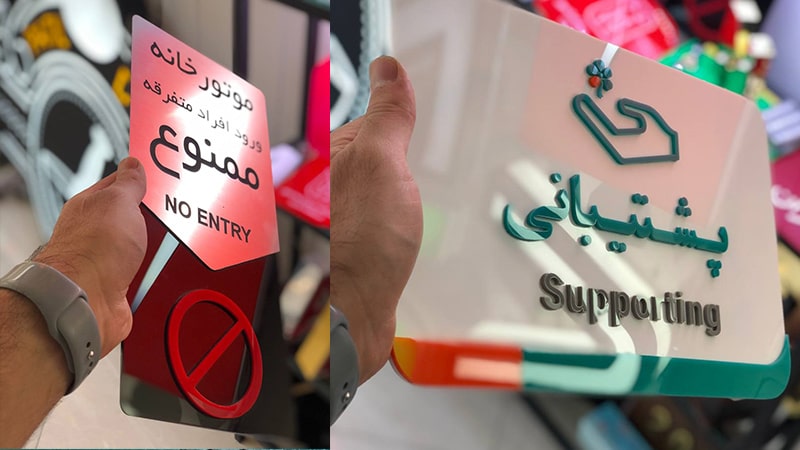 موتور خانه
ورود افراد متفرقه
ممنوع
NO ENTRY
پشتیبانی
Supporting